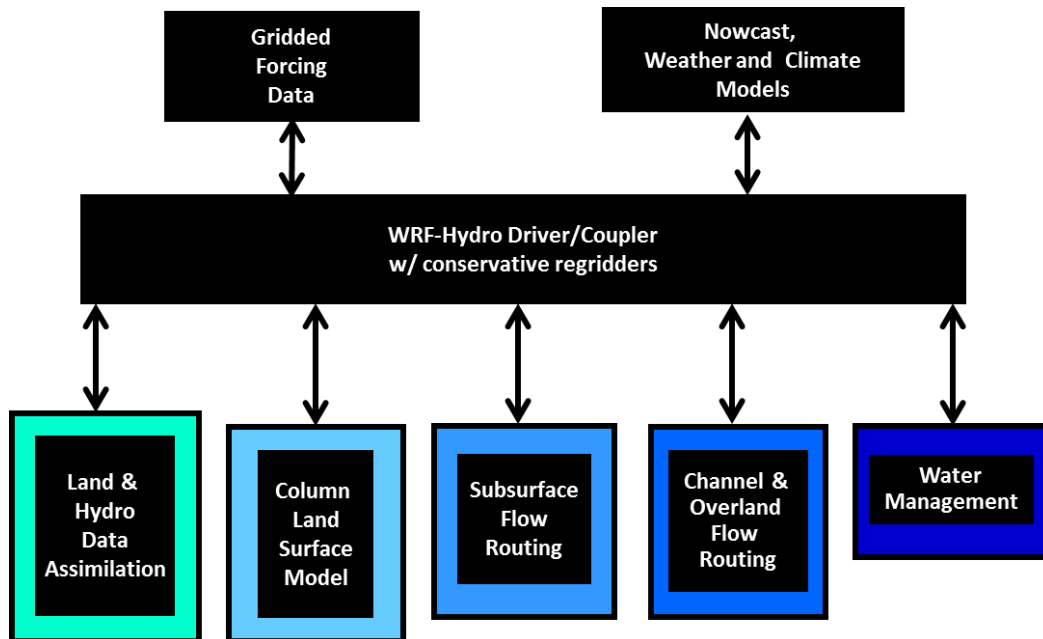 Gridded
Forcing
Data
Nowcast,
Weather and Climate
Models
WRF-Hydro Driver/Coupler
w/ conservative regridders
Land &
Hydro
Data
Assimilation
Column
Land
Surface
Model
Subsurface
Flow
Routing
Channel &
Overland
Flow
Routing
Water
Management